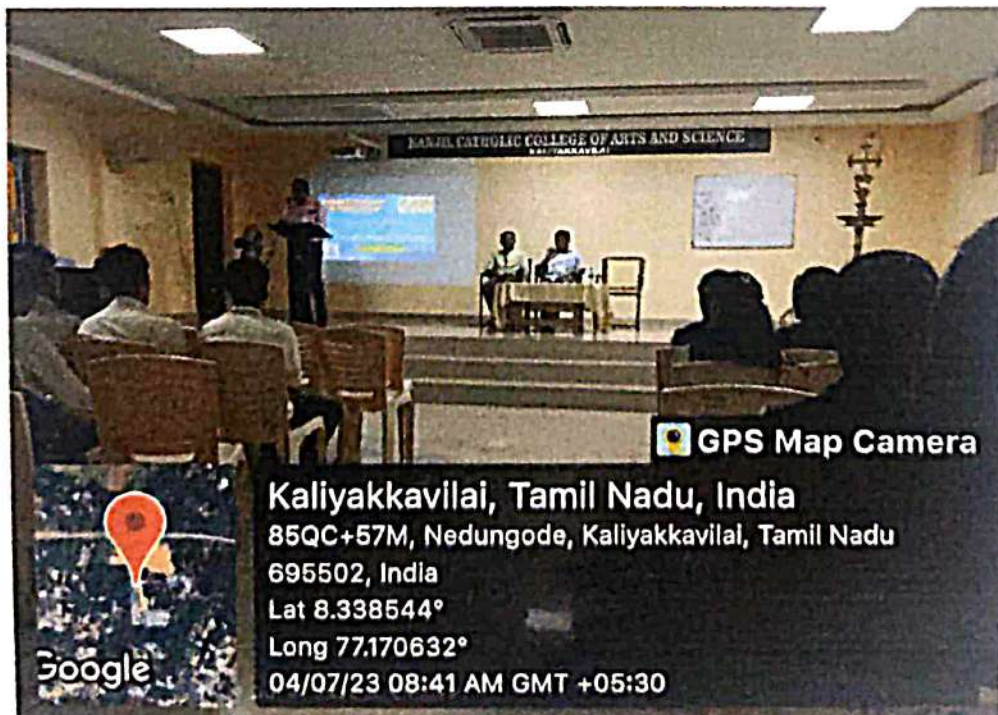 NANJIL CATHOLIC COLLEGE OF ARTS AND SCIENCE
KALIYAKKAVILAI
GPS Map Camera
Kaliyakkavilai, Tamil Nadu, India
85QC+57M, Nedungode, Kaliyakkavilai, Tamil Nadu
695502, India
Lat 8.338544°
Long 77.170632°
04/07/23 08:41 AM GMT +05:30
Google